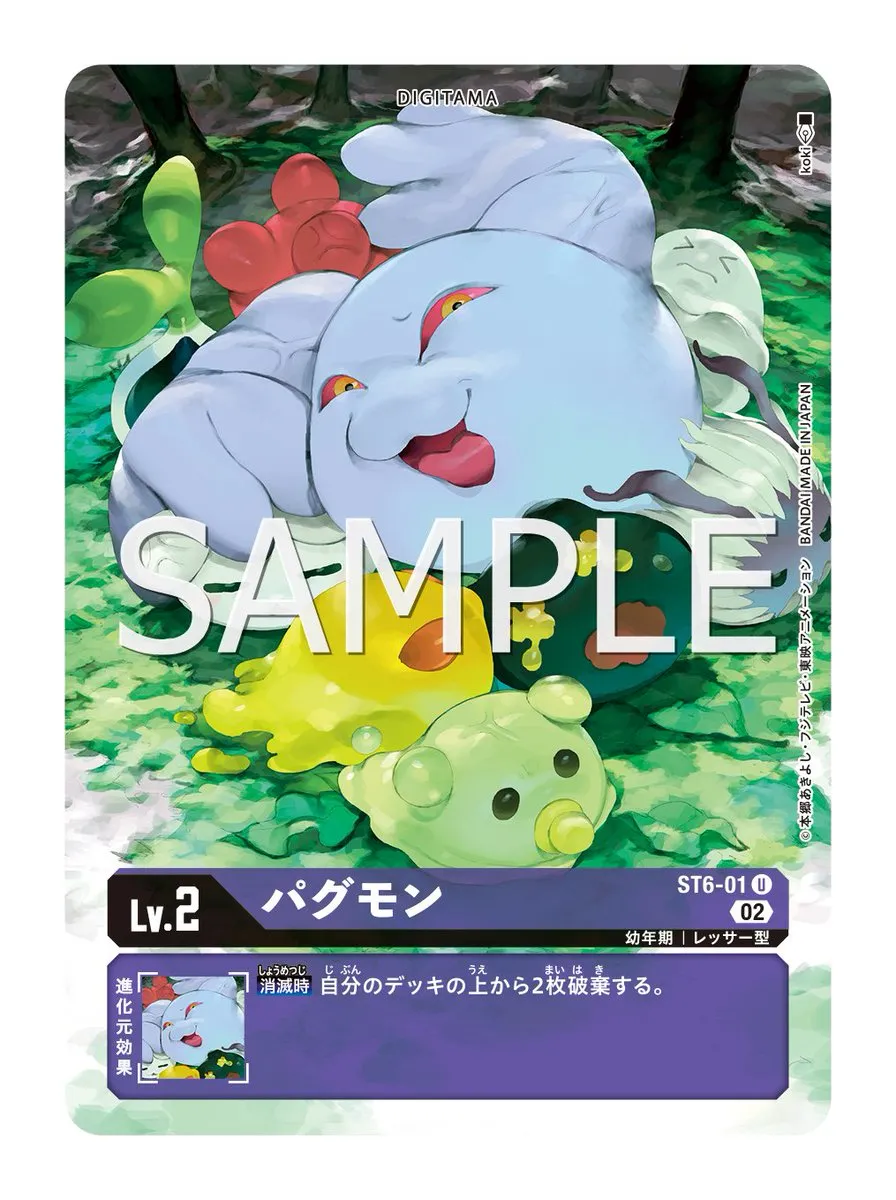 DIGITAMA
koki
BANDAI MADE IN JAPAN
©本郷あきよし・フジテレビ・東映アニメーション
SAMPLE
Lv.2
パグモン
ST6-01 U
02
幼年期 | レッサー型
進化元効果
しょうめつじ じぶん うえ まい はき
消滅時 自分のデッキの上から2枚破棄する。